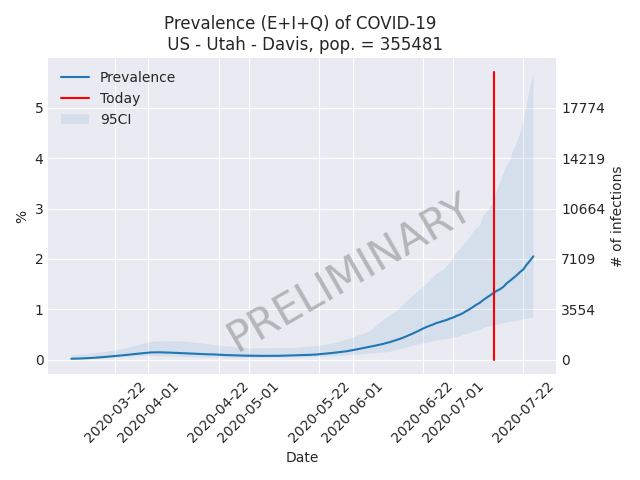 Prevalence (E+I+Q) of COVID-19
US - Utah - Davis, pop. = 355481
Prevalence
Today
95CI
PRELIMINARY
%
5
4
3
2
1
0
17774
14219
10664
7109
3554
0
# of infections
2020-03-22
2020-04-01
2020-04-22
2020-05-01
2020-05-22
2020-06-01
2020-06-22
2020-07-01
2020-07-22
Date